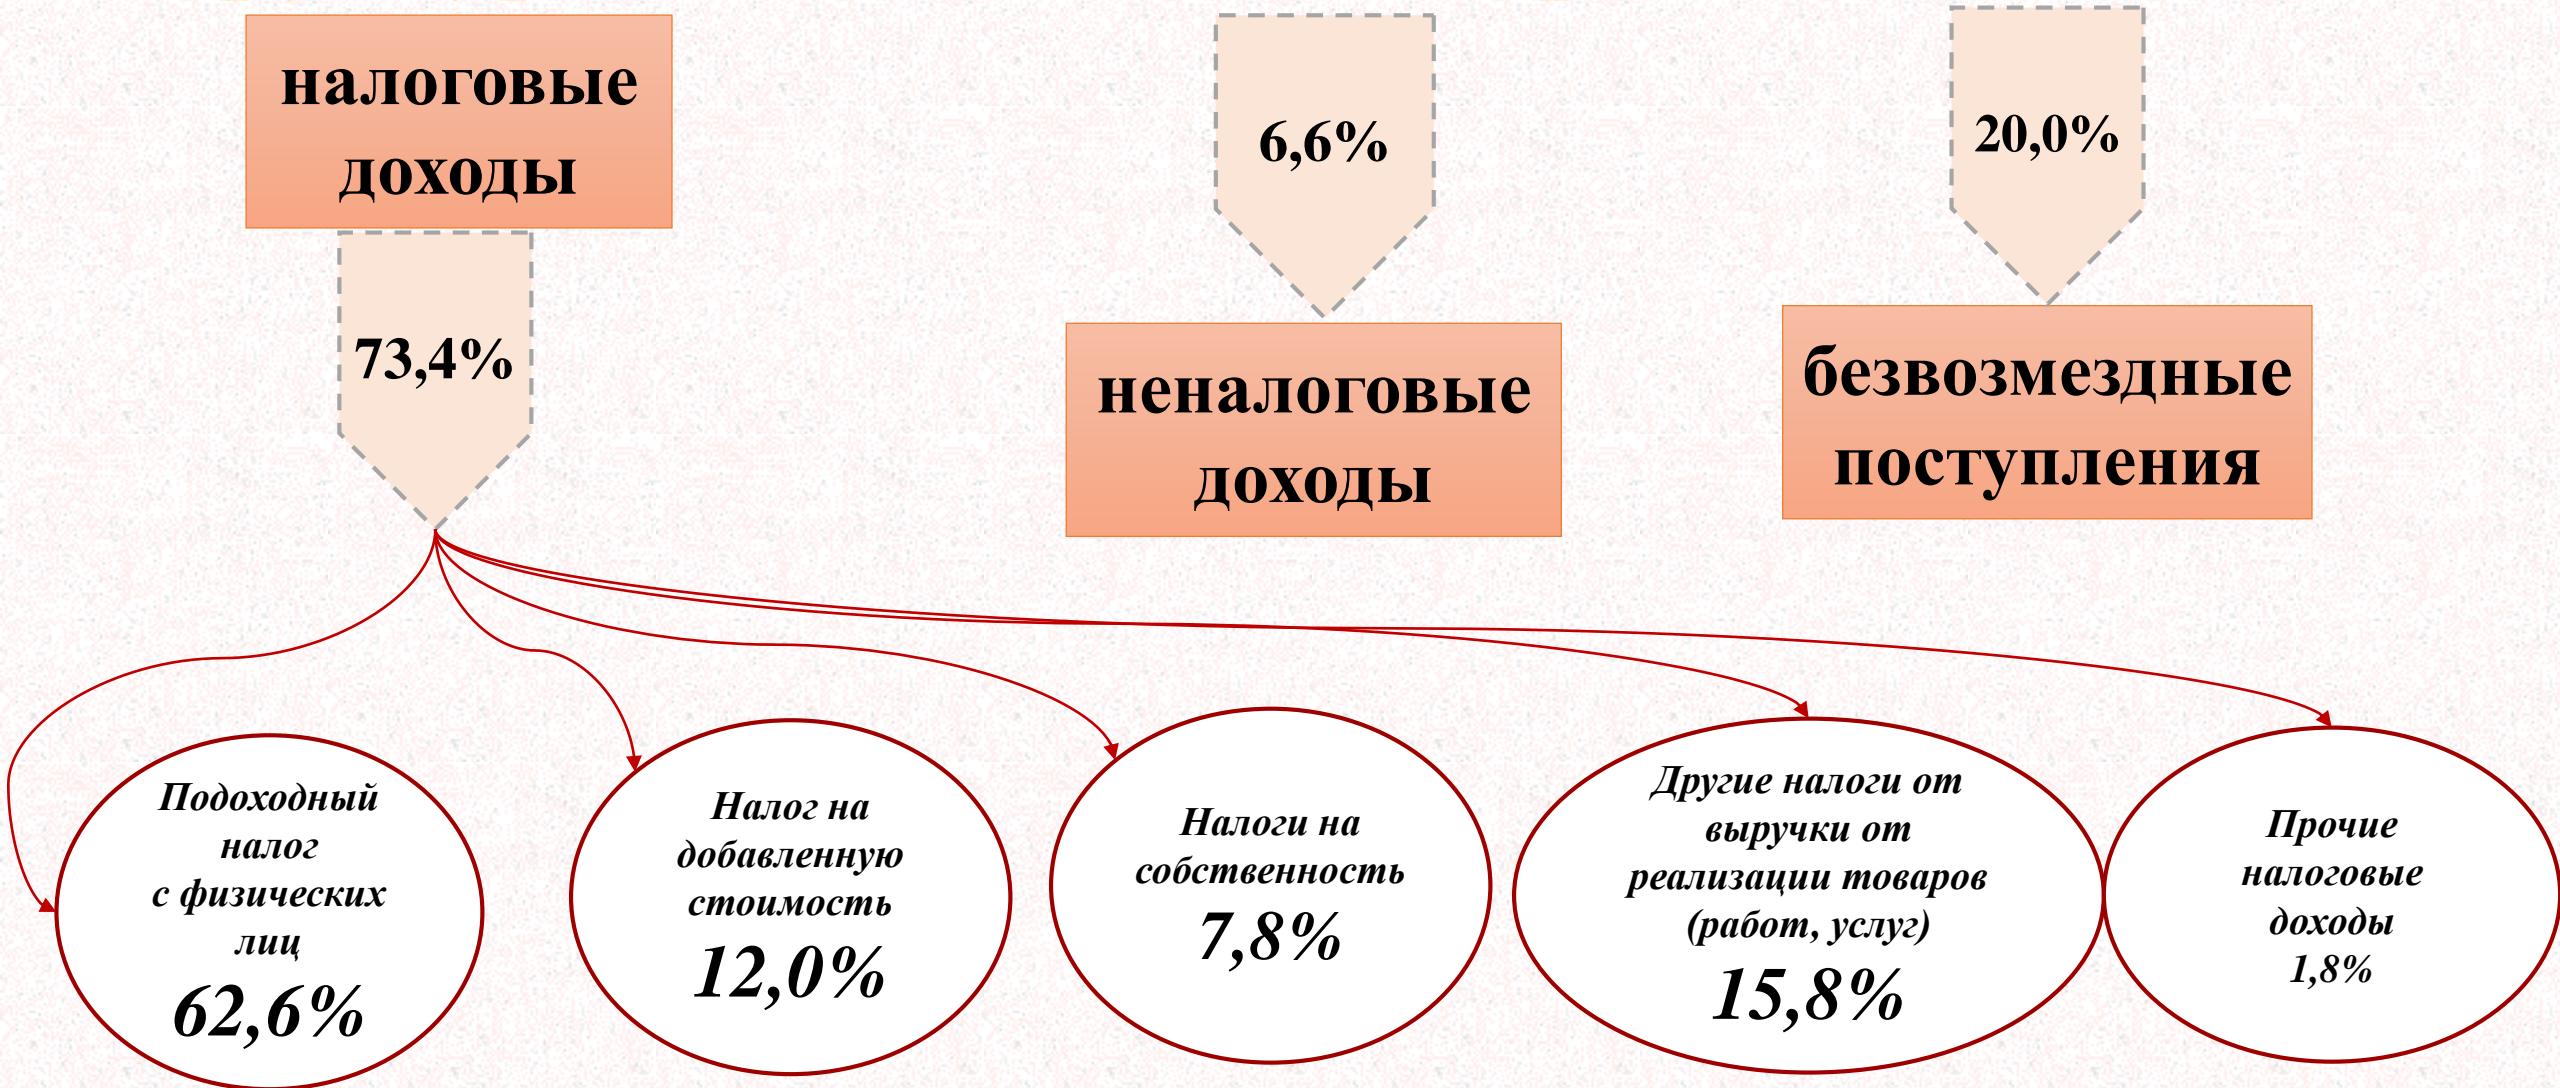 налоговые
доходы
73,4%
6,6%
неналоговые
доходы
20,0%
безвозмездные
поступления
Подоходный
налог
с физических
лиц
62,6%
Налог на
добавленную
стоимость
12,0%
Налоги на
собственность
7,8%
Другие налоги от
выручки от
реализации товаров
(работ, услуг)
15,8%
Прочие
налоговые
доходы
1,8%